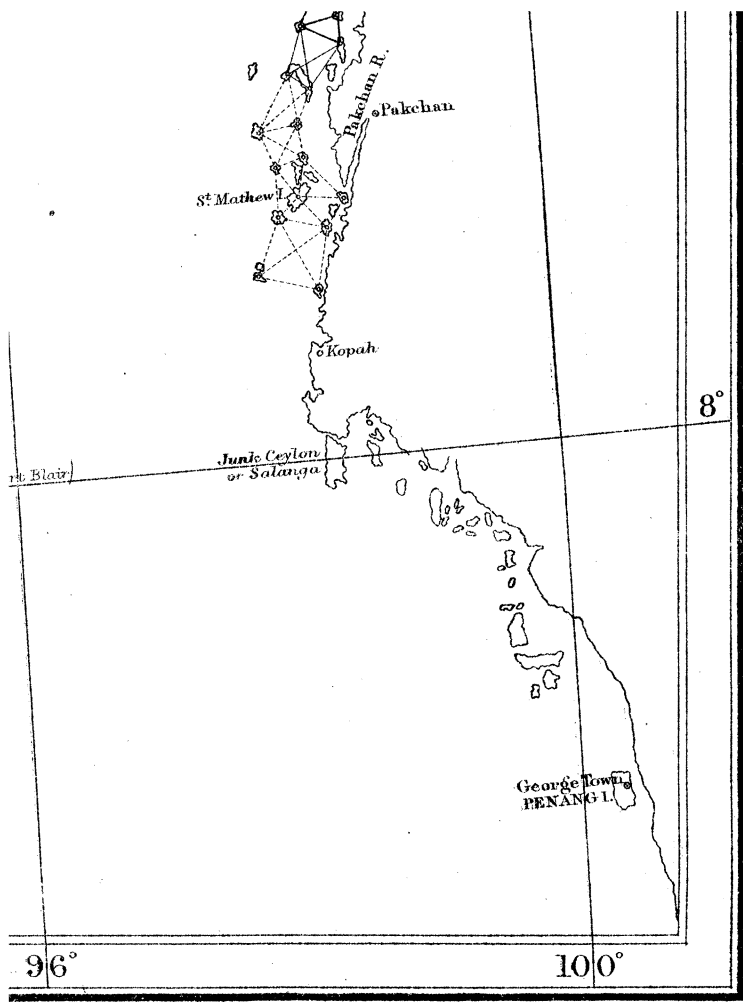 Pakchan R.
Pakchan
St. Mathew I.
Kopah
8°
Junk Ceylon
or Salanga
rt Blair)
George Town
PENANG I.
96°
100°